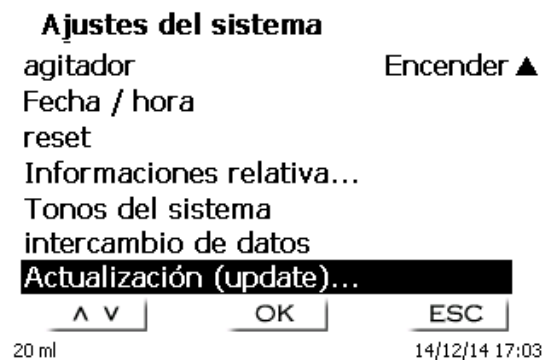 Ajustes del sistema
agitador Encender ▲
Fecha / hora
reset
Informaciones relativa...
Tonos del sistema
intercambio de datos
Actualización (update)...
∧ ∨ OK ESC
20 ml 14/12/14 17:03